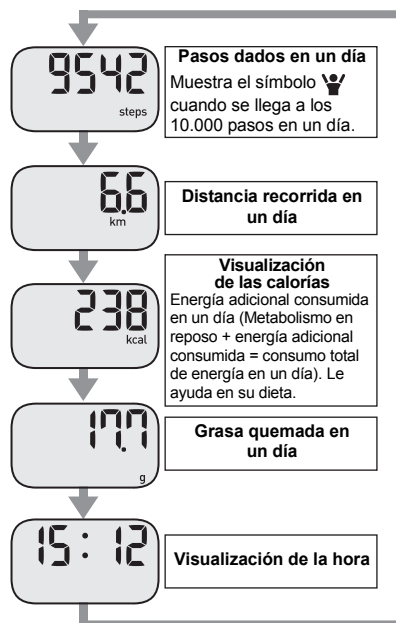 9542
steps
Pasos dados en un día
Muestra el símbolo
cuando se llega a los
10.000 pasos en un día.
6.6
km
Distancia recorrida en
un día
238
kcal
Visualización
de las calorías
Energía adicional consumida
en un día (Metabolismo en
reposo + energía adicional
consumida = consumo total
de energía en un día). Le
ayuda en su dieta.
17.7
g
Grasa quemada en
un día
15:12
Visualización de la hora